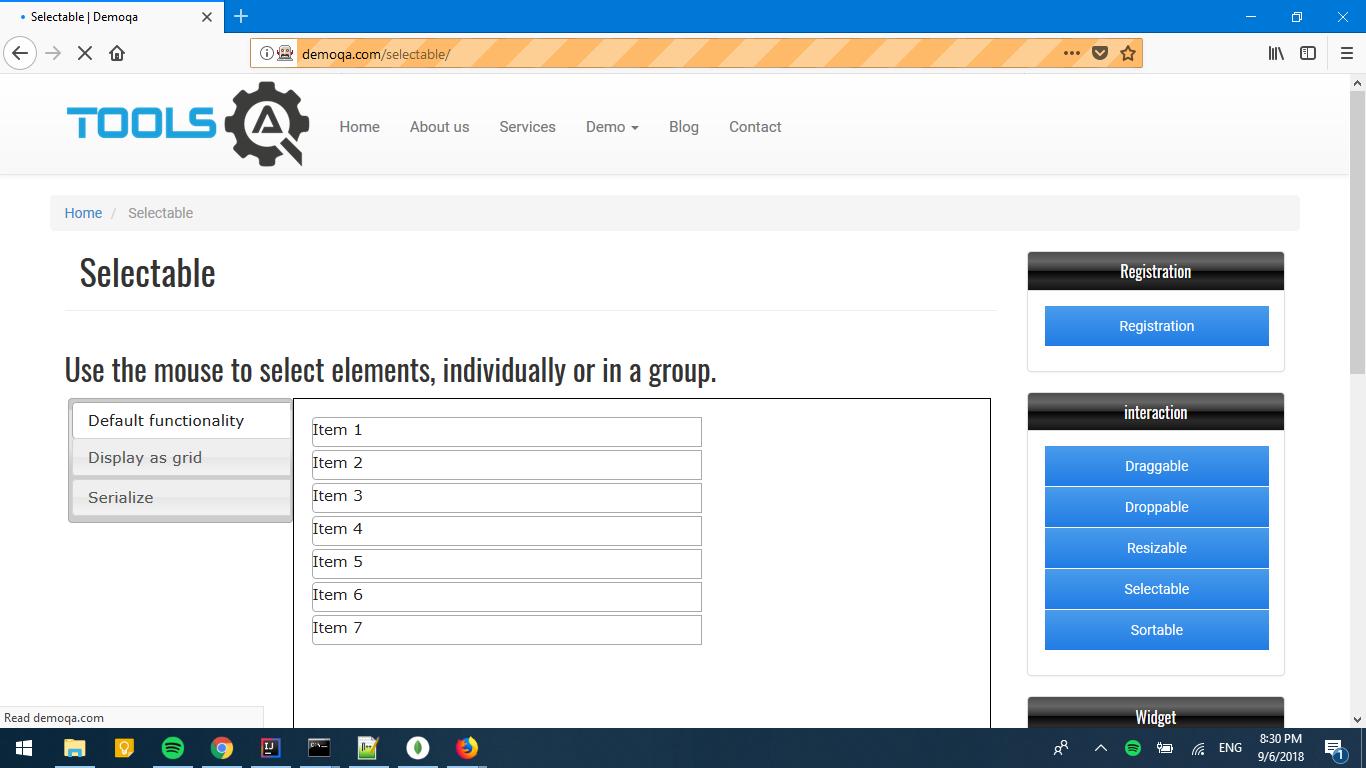 Selectable | Demoqa
demoqa.com/selectable/
TOOLS QA
Home About us Services Demo Blog Contact
Home / Selectable
Selectable
Use the mouse to select elements, individually or in a group.
Default functionality
Display as grid
Serialize
Item 1
Item 2
Item 3
Item 4
Item 5
Item 6
Item 7
Registration
Registration
interaction
Draggable
Droppable
Resizable
Selectable
Sortable
Widget
Read demoqa.com
ENG
8:30 PM
9/6/2018
1